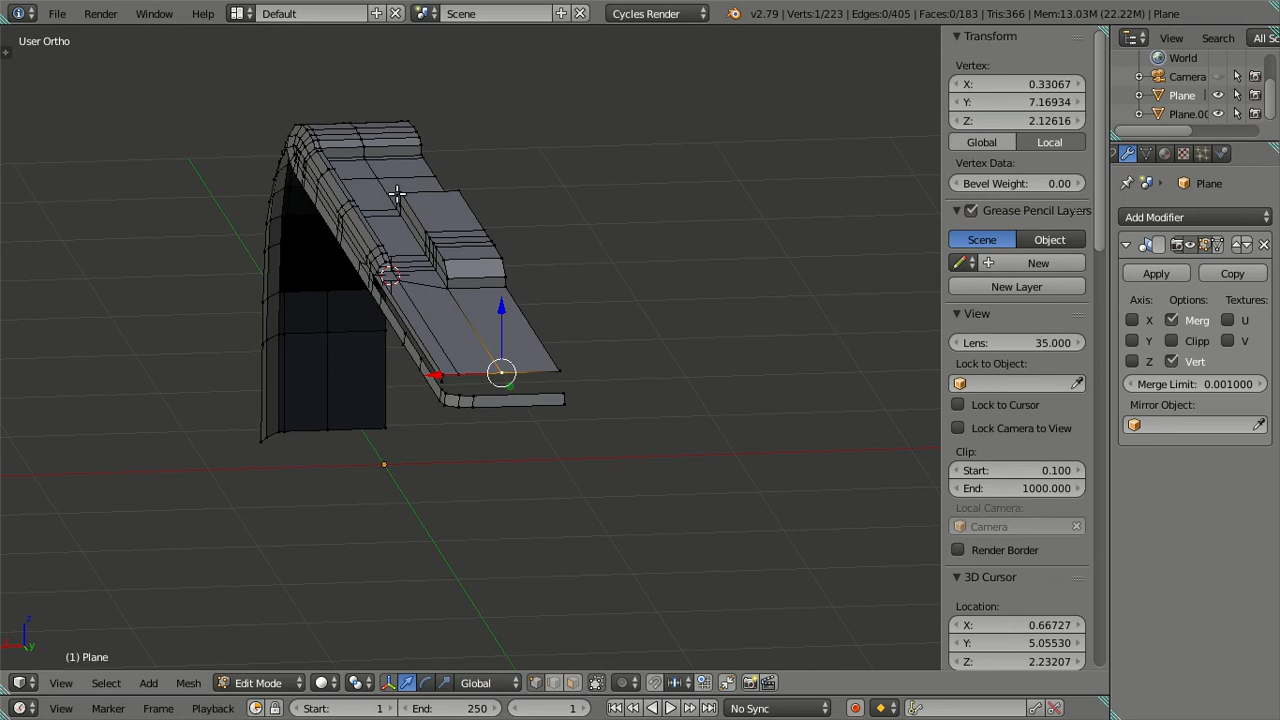 File Render Window Help Default Scene Cycles Render v2.79 | Verts:1/223 | Edges:0/405 | Faces:0/183 | Tris:366 | Mem:13.03M (22.22M) | Plane
User Ortho
Transform
Vertex:
X: 0.33067
Y: 7.16934
Z: 2.12616
Global Local
Vertex Data:
Bevel Weight: 0.00
Grease Pencil Layers
Scene Object
New
New Layer
View
Lens: 35.000
Lock to Object:
Lock to Cursor
Lock Camera to View
Clip:
Start: 0.100
End: 1000.000
Local Camera:
Camera
Render Border
3D Cursor
Location:
X: 0.66727
Y: 5.05530
Z: 2.23207
View Search All Sc
World
Camera
Plane
Plane.00
Plane
Add Modifier
Apply Copy
Axis: Options: Textures:
X Merg U
Y Clipp V
Z Vert
Merge Limit: 0.001000
Mirror Object:
z
x
y
(1) Plane
View Select Add Mesh Edit Mode Global
View Marker Frame Playback Start: 1 End: 250 1 No Sync